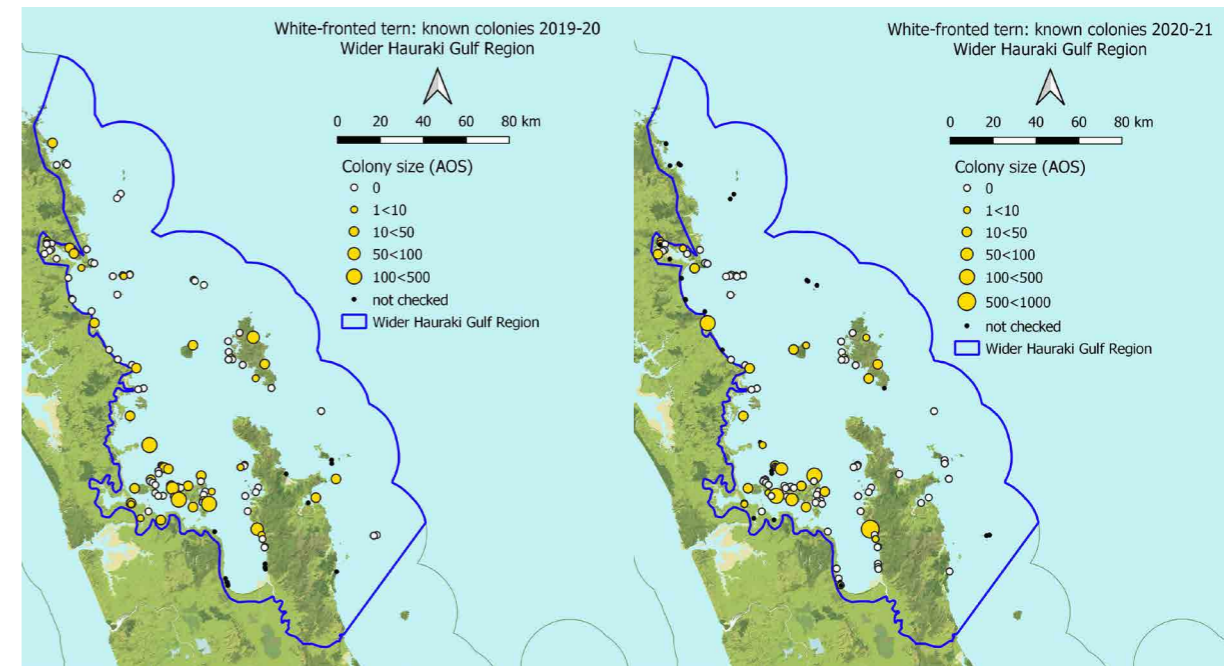 White-fronted tern: known colonies 2019-20
Wider Hauraki Gulf Region
0 20 40 60 80 km
Colony size (AOS)
0
1<10
10<50
50<100
100<500
not checked
Wider Hauraki Gulf Region
White-fronted tern: known colonies 2020-21
Wider Hauraki Gulf Region
0 20 40 60 80 km
Colony size (AOS)
0
1<10
10<50
50<100
100<500
500<1000
not checked
Wider Hauraki Gulf Region